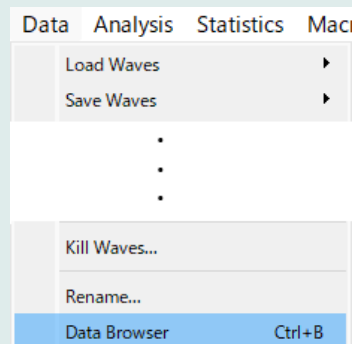 Data Analysis Statistics Macr
Load Waves
Save Waves
Kill Waves...
Rename...
Data Browser Ctrl+B